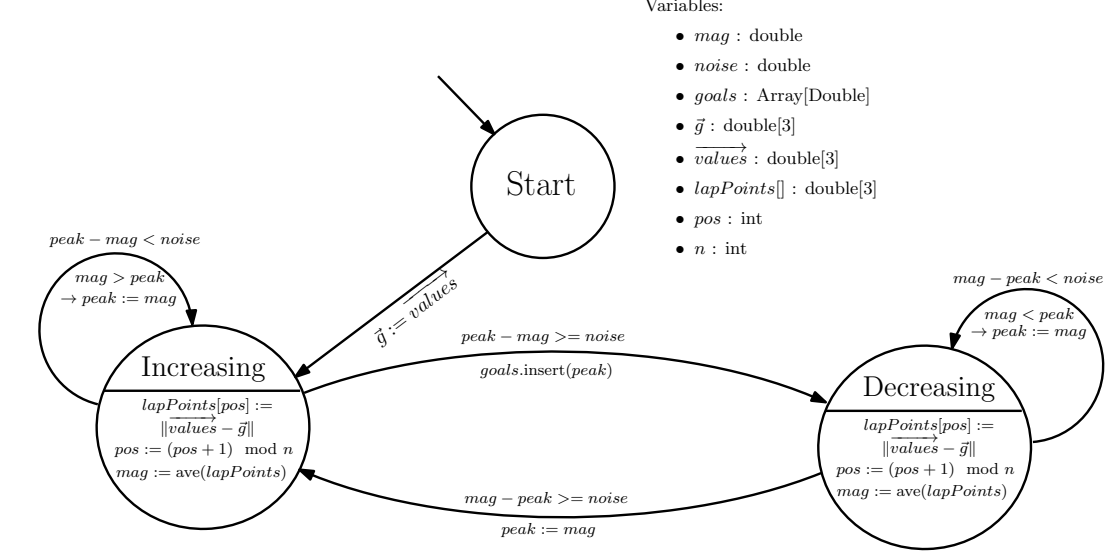 Variables:
• mag : double
• noise : double
• goals : Array[Double]
• g⃗ : double[3]
• values⃗ : double[3]
• lapPoints[] : double[3]
• pos : int
• n : int
Start
g⃗ := values⃗
peak − mag < noise
mag > peak
→ peak := mag
Increasing
lapPoints[pos] :=
‖values⃗ − g⃗‖
pos := (pos + 1) mod n
mag := ave(lapPoints)
peak − mag >= noise
goals.insert(peak)
mag − peak < noise
mag < peak
→ peak := mag
Decreasing
lapPoints[pos] :=
‖values⃗ − g⃗‖
pos := (pos + 1) mod n
mag := ave(lapPoints)
mag − peak >= noise
peak := mag